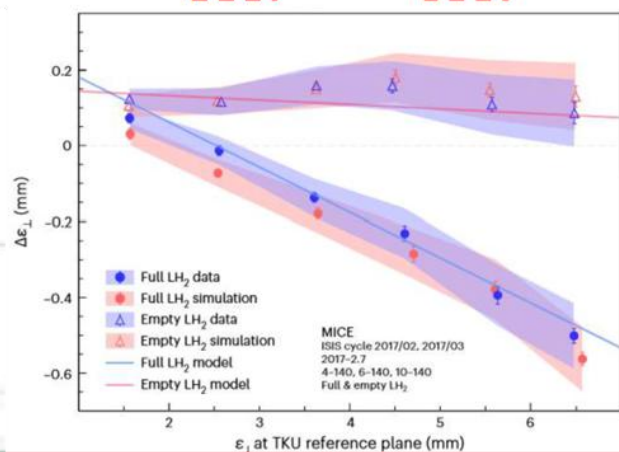 0.2
0
−0.2
−0.4
−0.6
Δε⊥ (mm)
Full LH₂ data
Full LH₂ simulation
Empty LH₂ data
Empty LH₂ simulation
Full LH₂ model
Empty LH₂ model
MICE
ISIS cycle 2017/02, 2017/03
2017–2.7
4-140, 6–140, 10–140
Full & empty LH₂
2 3 4 5 6
ε⊥ at TKU reference plane (mm)